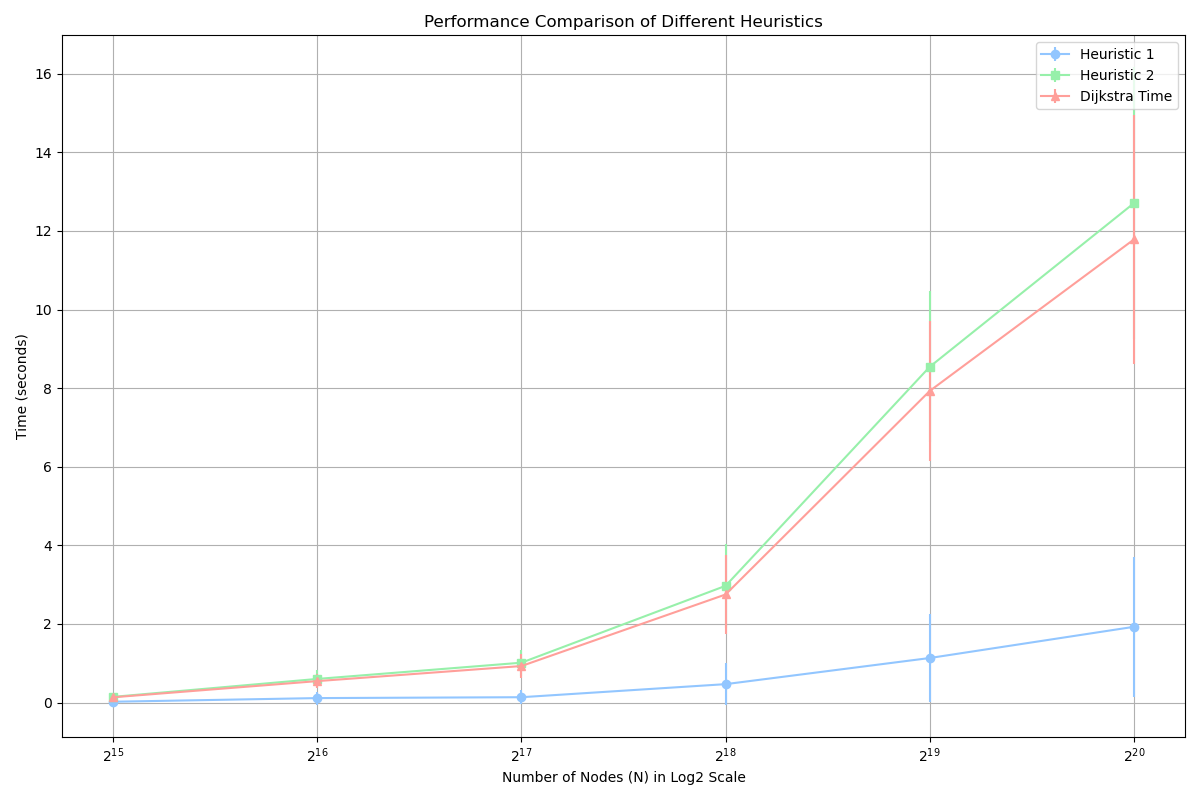 Performance Comparison of Different Heuristics
Heuristic 1
Heuristic 2
Dijkstra Time
Time (seconds)
16
14
12
10
8
6
4
2
0
2^15 2^16 2^17 2^18 2^19 2^20
Number of Nodes (N) in Log2 Scale